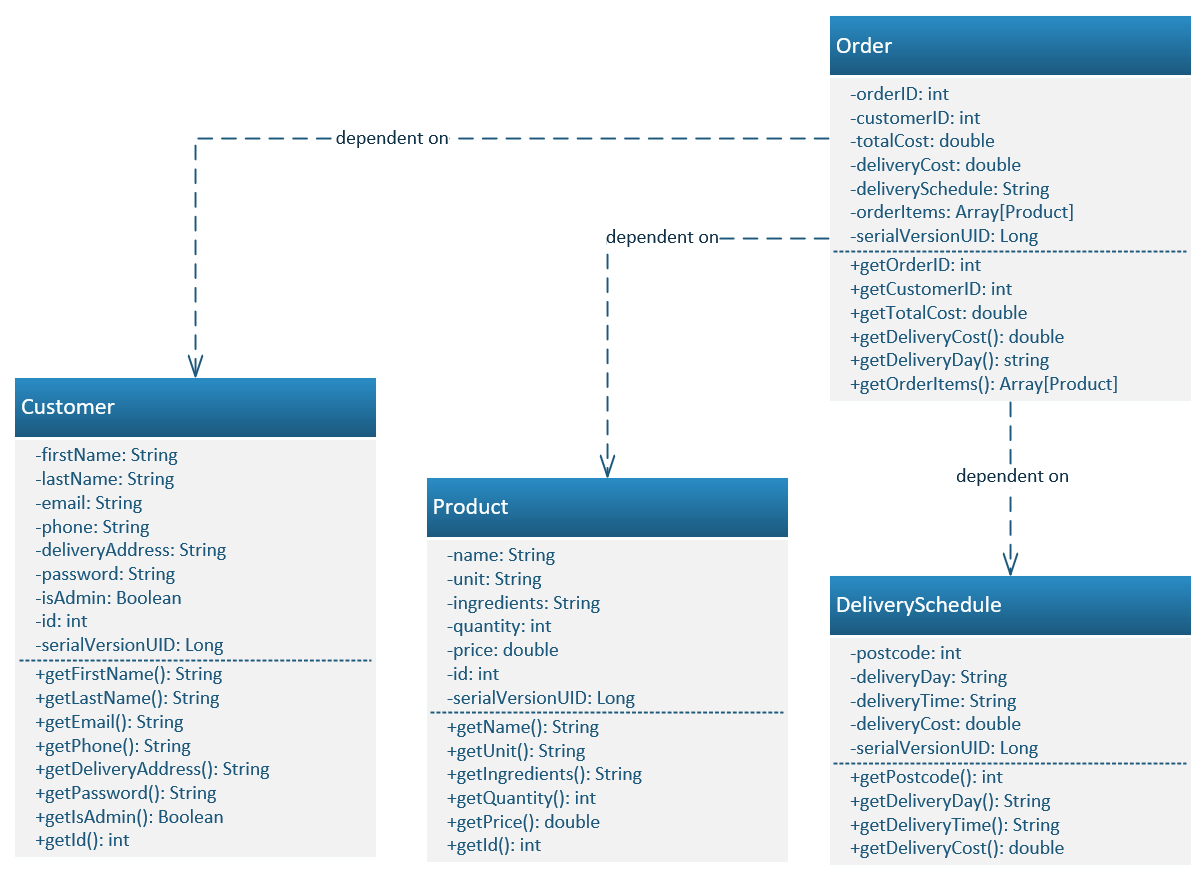 Order
-orderID: int
-customerID: int
-totalCost: double
-deliveryCost: double
-deliverySchedule: String
-orderItems: Array[Product]
-serialVersionUID: Long
+getOrderID: int
+getCustomerID: int
+getTotalCost: double
+getDeliveryCost(): double
+getDeliveryDay(): string
+getOrderItems(): Array[Product]
dependent on
dependent on
dependent on
Customer
-firstName: String
-lastName: String
-email: String
-phone: String
-deliveryAddress: String
-password: String
-isAdmin: Boolean
-id: int
-serialVersionUID: Long
+getFirstName(): String
+getLastName(): String
+getEmail(): String
+getPhone(): String
+getDeliveryAddress(): String
+getPassword(): String
+getIsAdmin(): Boolean
+getId(): int
Product
-name: String
-unit: String
-ingredients: String
-quantity: int
-price: double
-id: int
-serialVersionUID: Long
+getName(): String
+getUnit(): String
+getIngredients(): String
+getQuantity(): int
+getPrice(): double
+getId(): int
DeliverySchedule
-postcode: int
-deliveryDay: String
-deliveryTime: String
-deliveryCost: double
-serialVersionUID: Long
+getPostcode(): int
+getDeliveryDay(): String
+getDeliveryTime(): String
+getDeliveryCost(): double